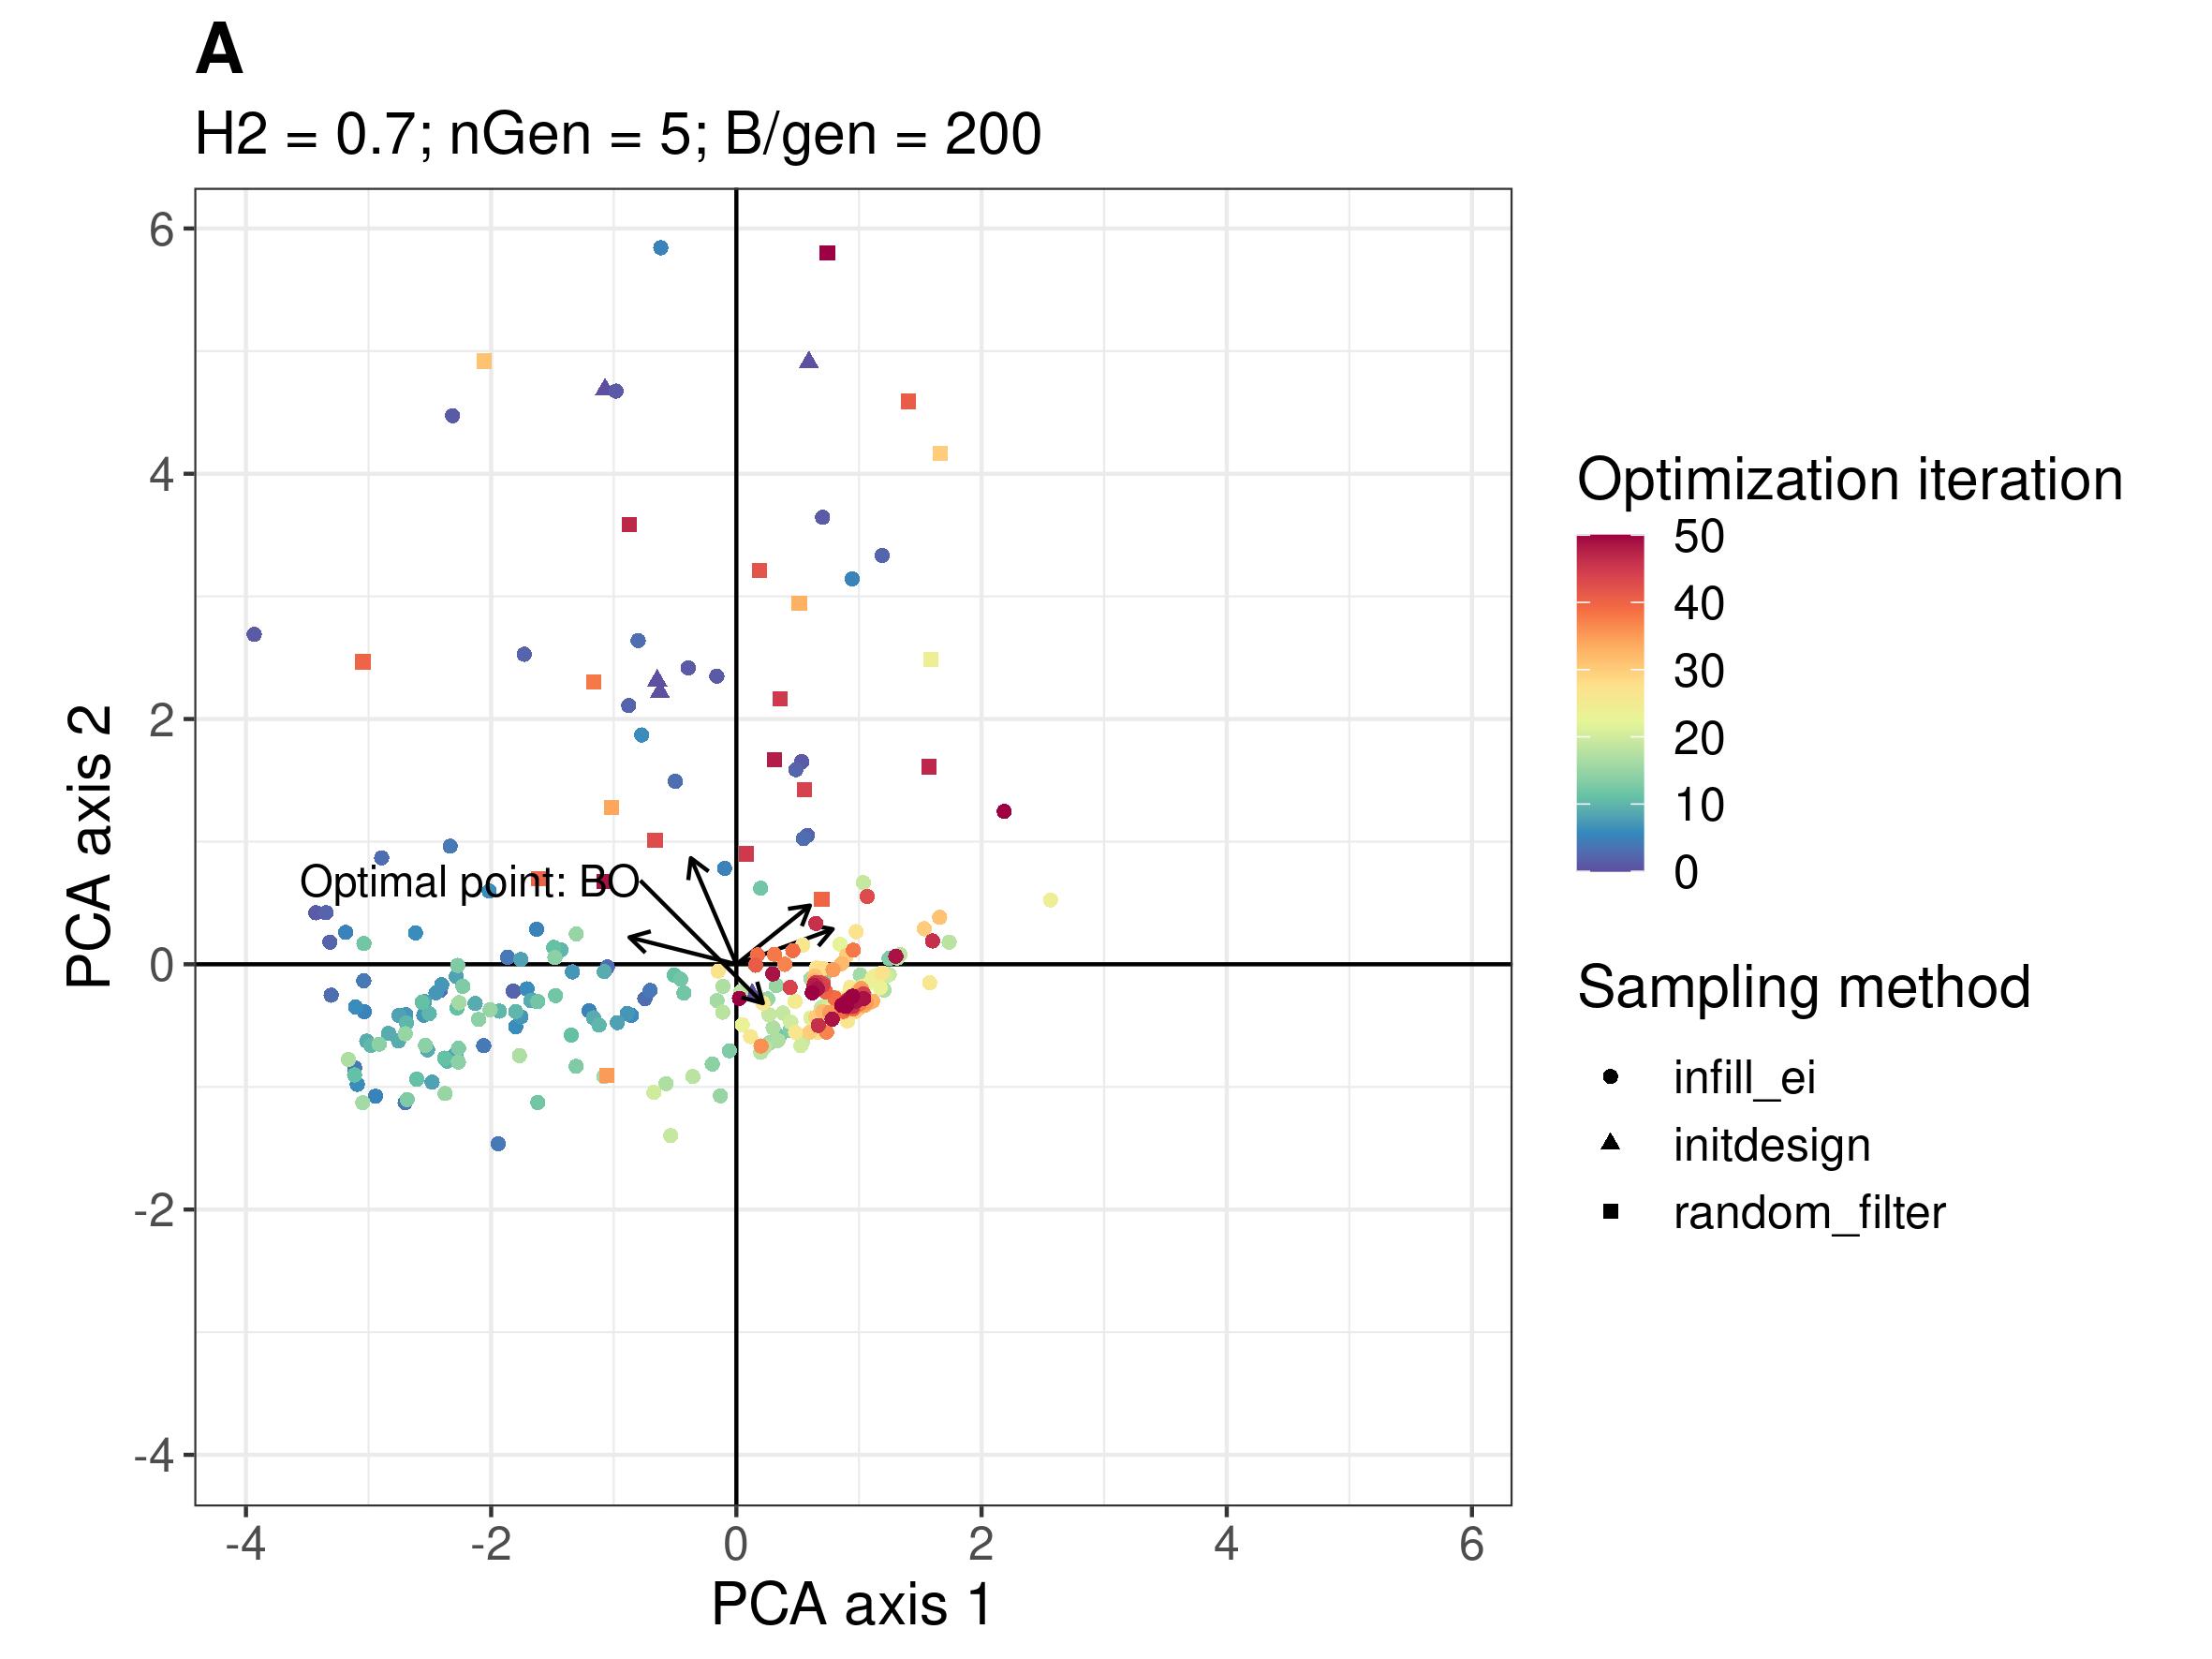 A
H2 = 0.7; nGen = 5; B/gen = 200
PCA axis 2
6
4
2
0
-2
-4
Optimal point: BO
-4
-2
0
2
4
6
PCA axis 1
Optimization iteration
50
40
30
20
10
0
Sampling method
infill_ei
initdesign
random_filter